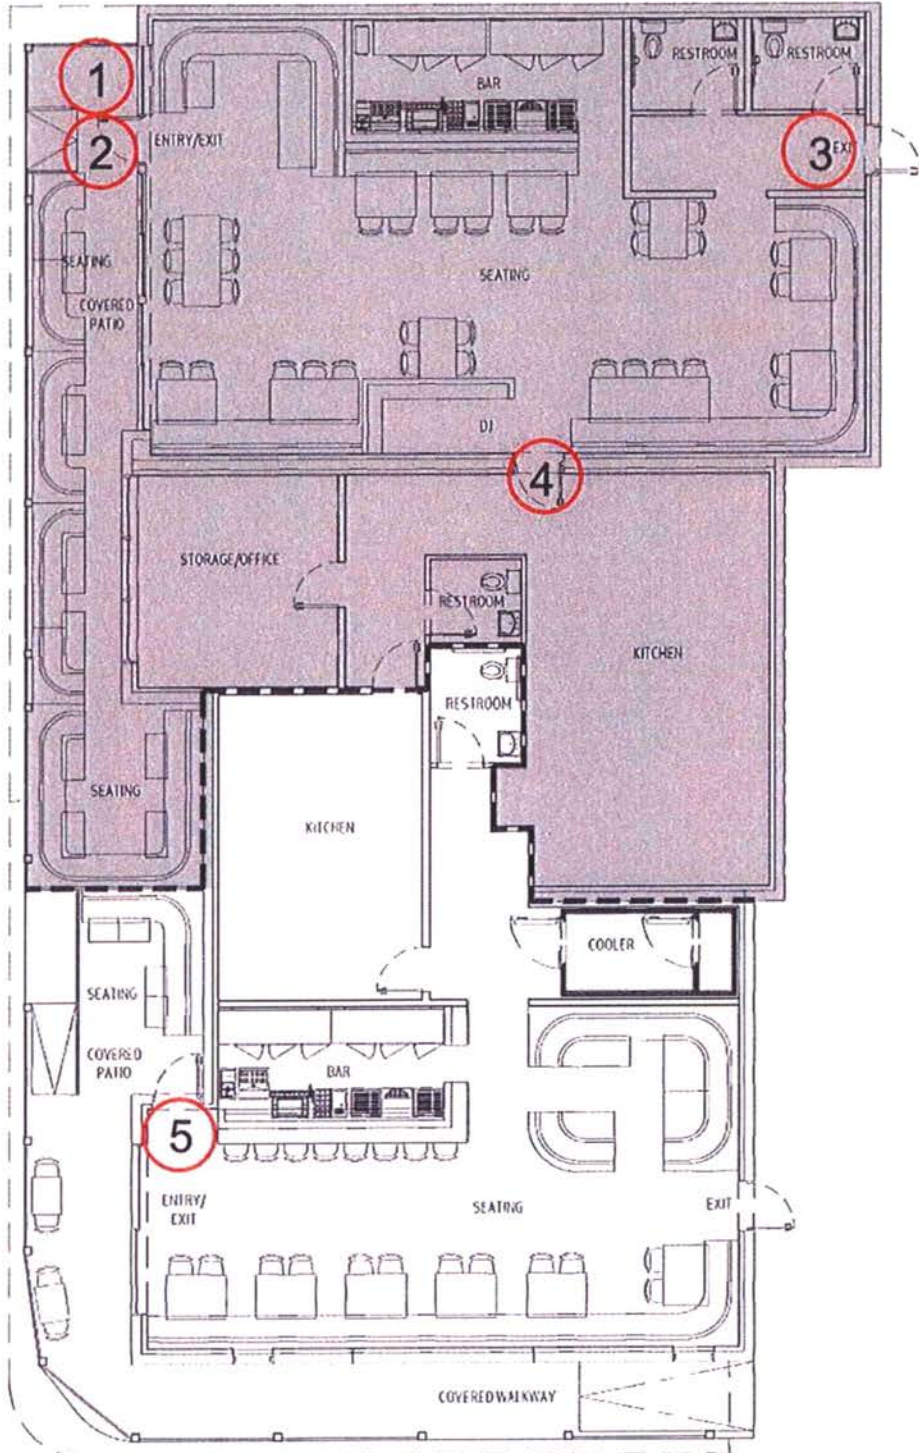 1
RESTROOM
RESTROOM
BAR
2
ENTRY/EXIT
3
EXIT
SEATING
SEATING
COVERED
PATIO
DJ
4
STORAGE/OFFICE
RESTROOM
KITCHEN
RESTROOM
SEATING
KITCHEN
COOLER
SEATING
COVERED
PATIO
BAR
5
ENTRY/
EXIT
SEATING
EXIT
COVERED WALKWAY